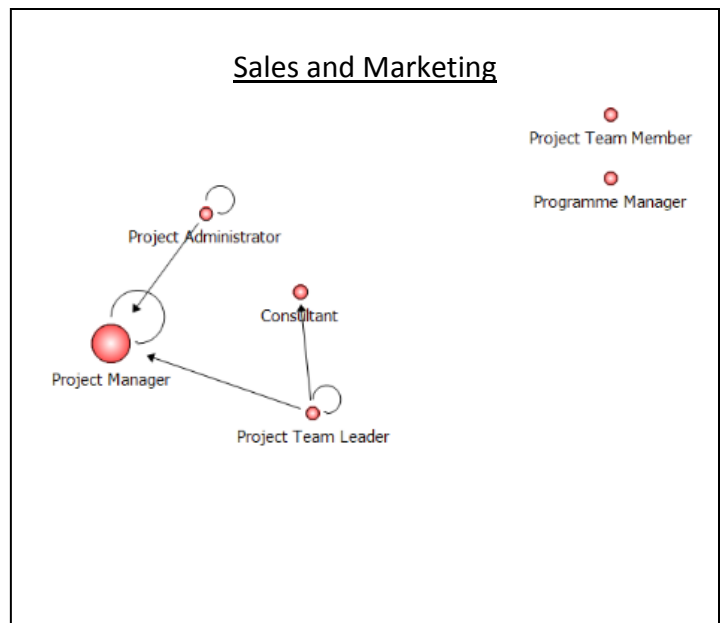 Sales and Marketing
Project Team Member
Programme Manager
Project Administrator
Consultant
Project Manager
Project Team Leader